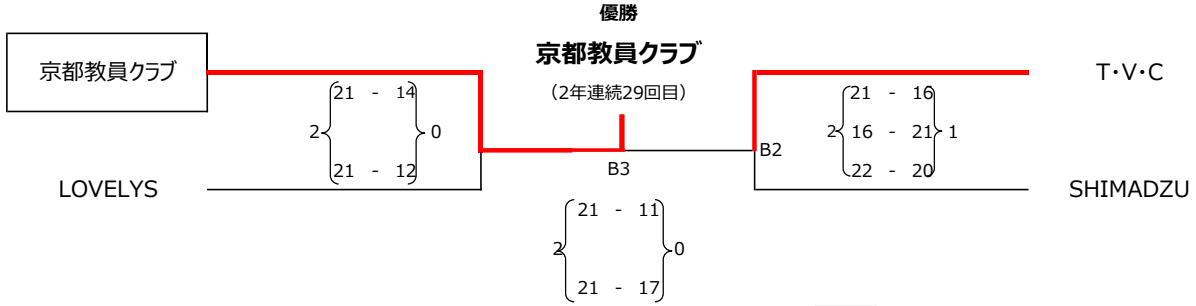 優勝
京都教員クラブ
(2年連続29回目)
京都教員クラブ
T・V・C
21 - 14
2 0
21 - 12
21 - 16
2 16 - 21 1
22 - 20
B2
B3
LOVELYS
SHIMADZU
21 - 11
2 0
21 - 17